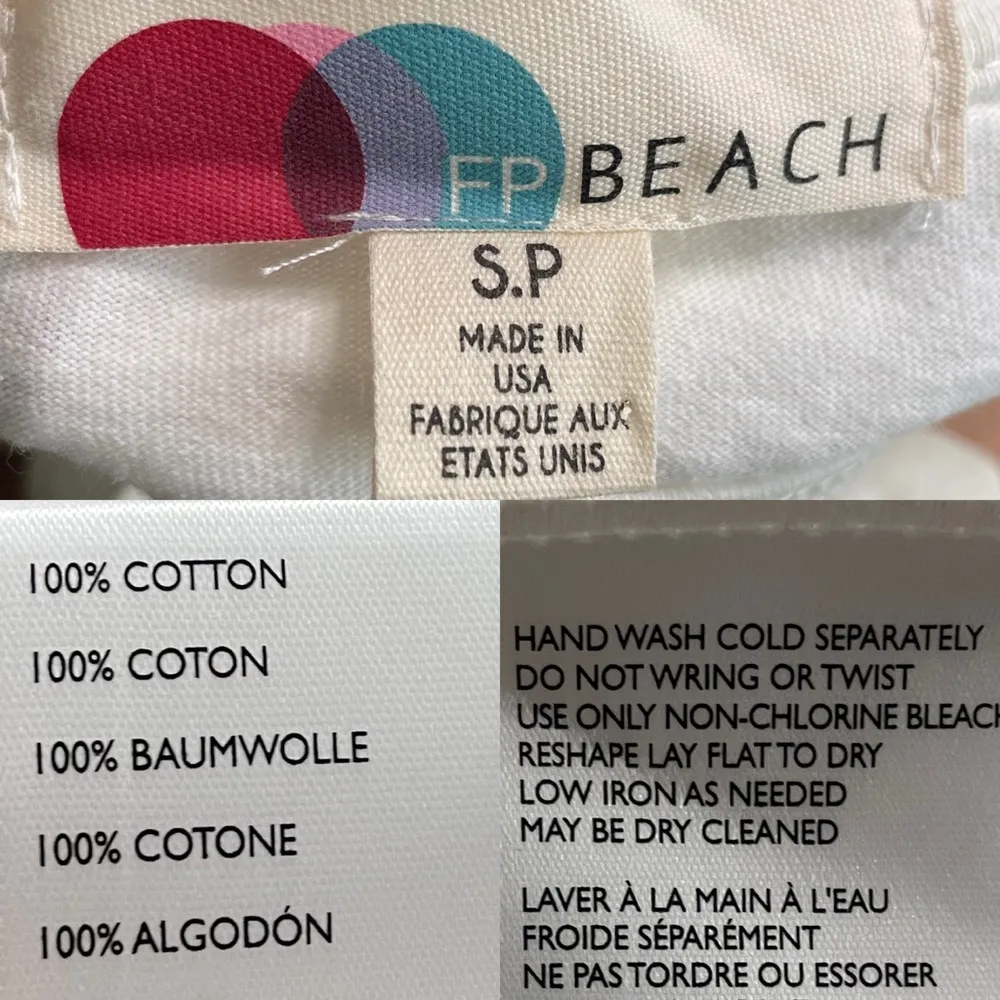 FP BEACH
S.P
MADE IN
USA
FABRIQUE AUX
ETATS UNIS
100% COTTON
100% COTON
100% BAUMWOLLE
100% COTONE
100% ALGODÓN
HAND WASH COLD SEPARATELY
DO NOT WRING OR TWIST
USE ONLY NON-CHLORINE BLEACH
RESHAPE LAY FLAT TO DRY
LOW IRON AS NEEDED
MAY BE DRY CLEANED
LAVER À LA MAIN À L'EAU
FROIDE SÉPARÉMENT
NE PAS TORDRE OU ESSORER